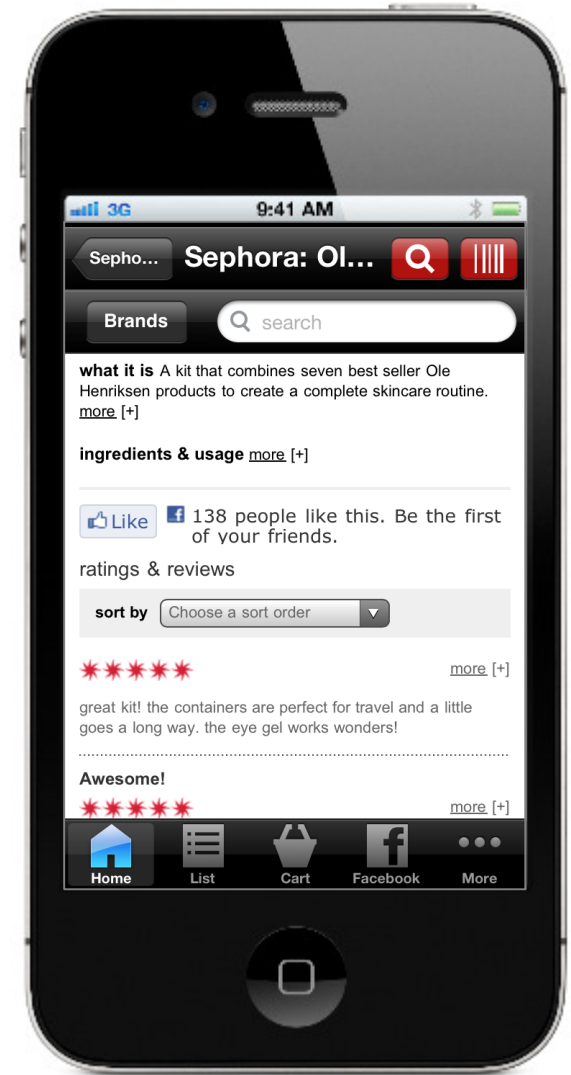 3G 9:41 AM
Sepho... Sephora: Ol...
Brands search
what it is A kit that combines seven best seller Ole
Henriksen products to create a complete skincare routine.
more [+]
ingredients & usage more [+]
Like 138 people like this. Be the first
of your friends.
ratings & reviews
sort by Choose a sort order
more [+]
great kit! the containers are perfect for travel and a little
goes a long way. the eye gel works wonders!
Awesome!
more [+]
Home List Cart Facebook More